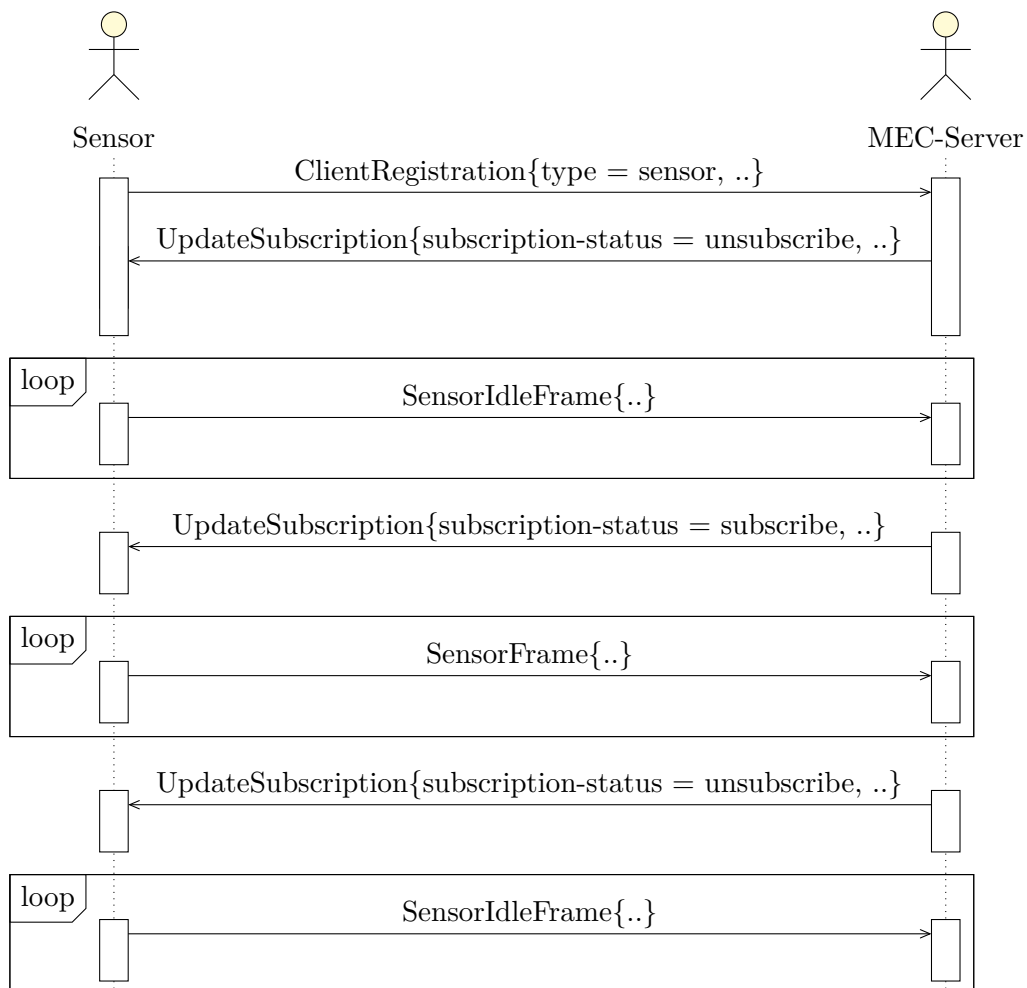 Sensor
MEC-Server
ClientRegistration{type = sensor, ..}
UpdateSubscription{subscription-status = unsubscribe, ..}
loop
SensorIdleFrame{..}
UpdateSubscription{subscription-status = subscribe, ..}
loop
SensorFrame{..}
UpdateSubscription{subscription-status = unsubscribe, ..}
loop
SensorIdleFrame{..}